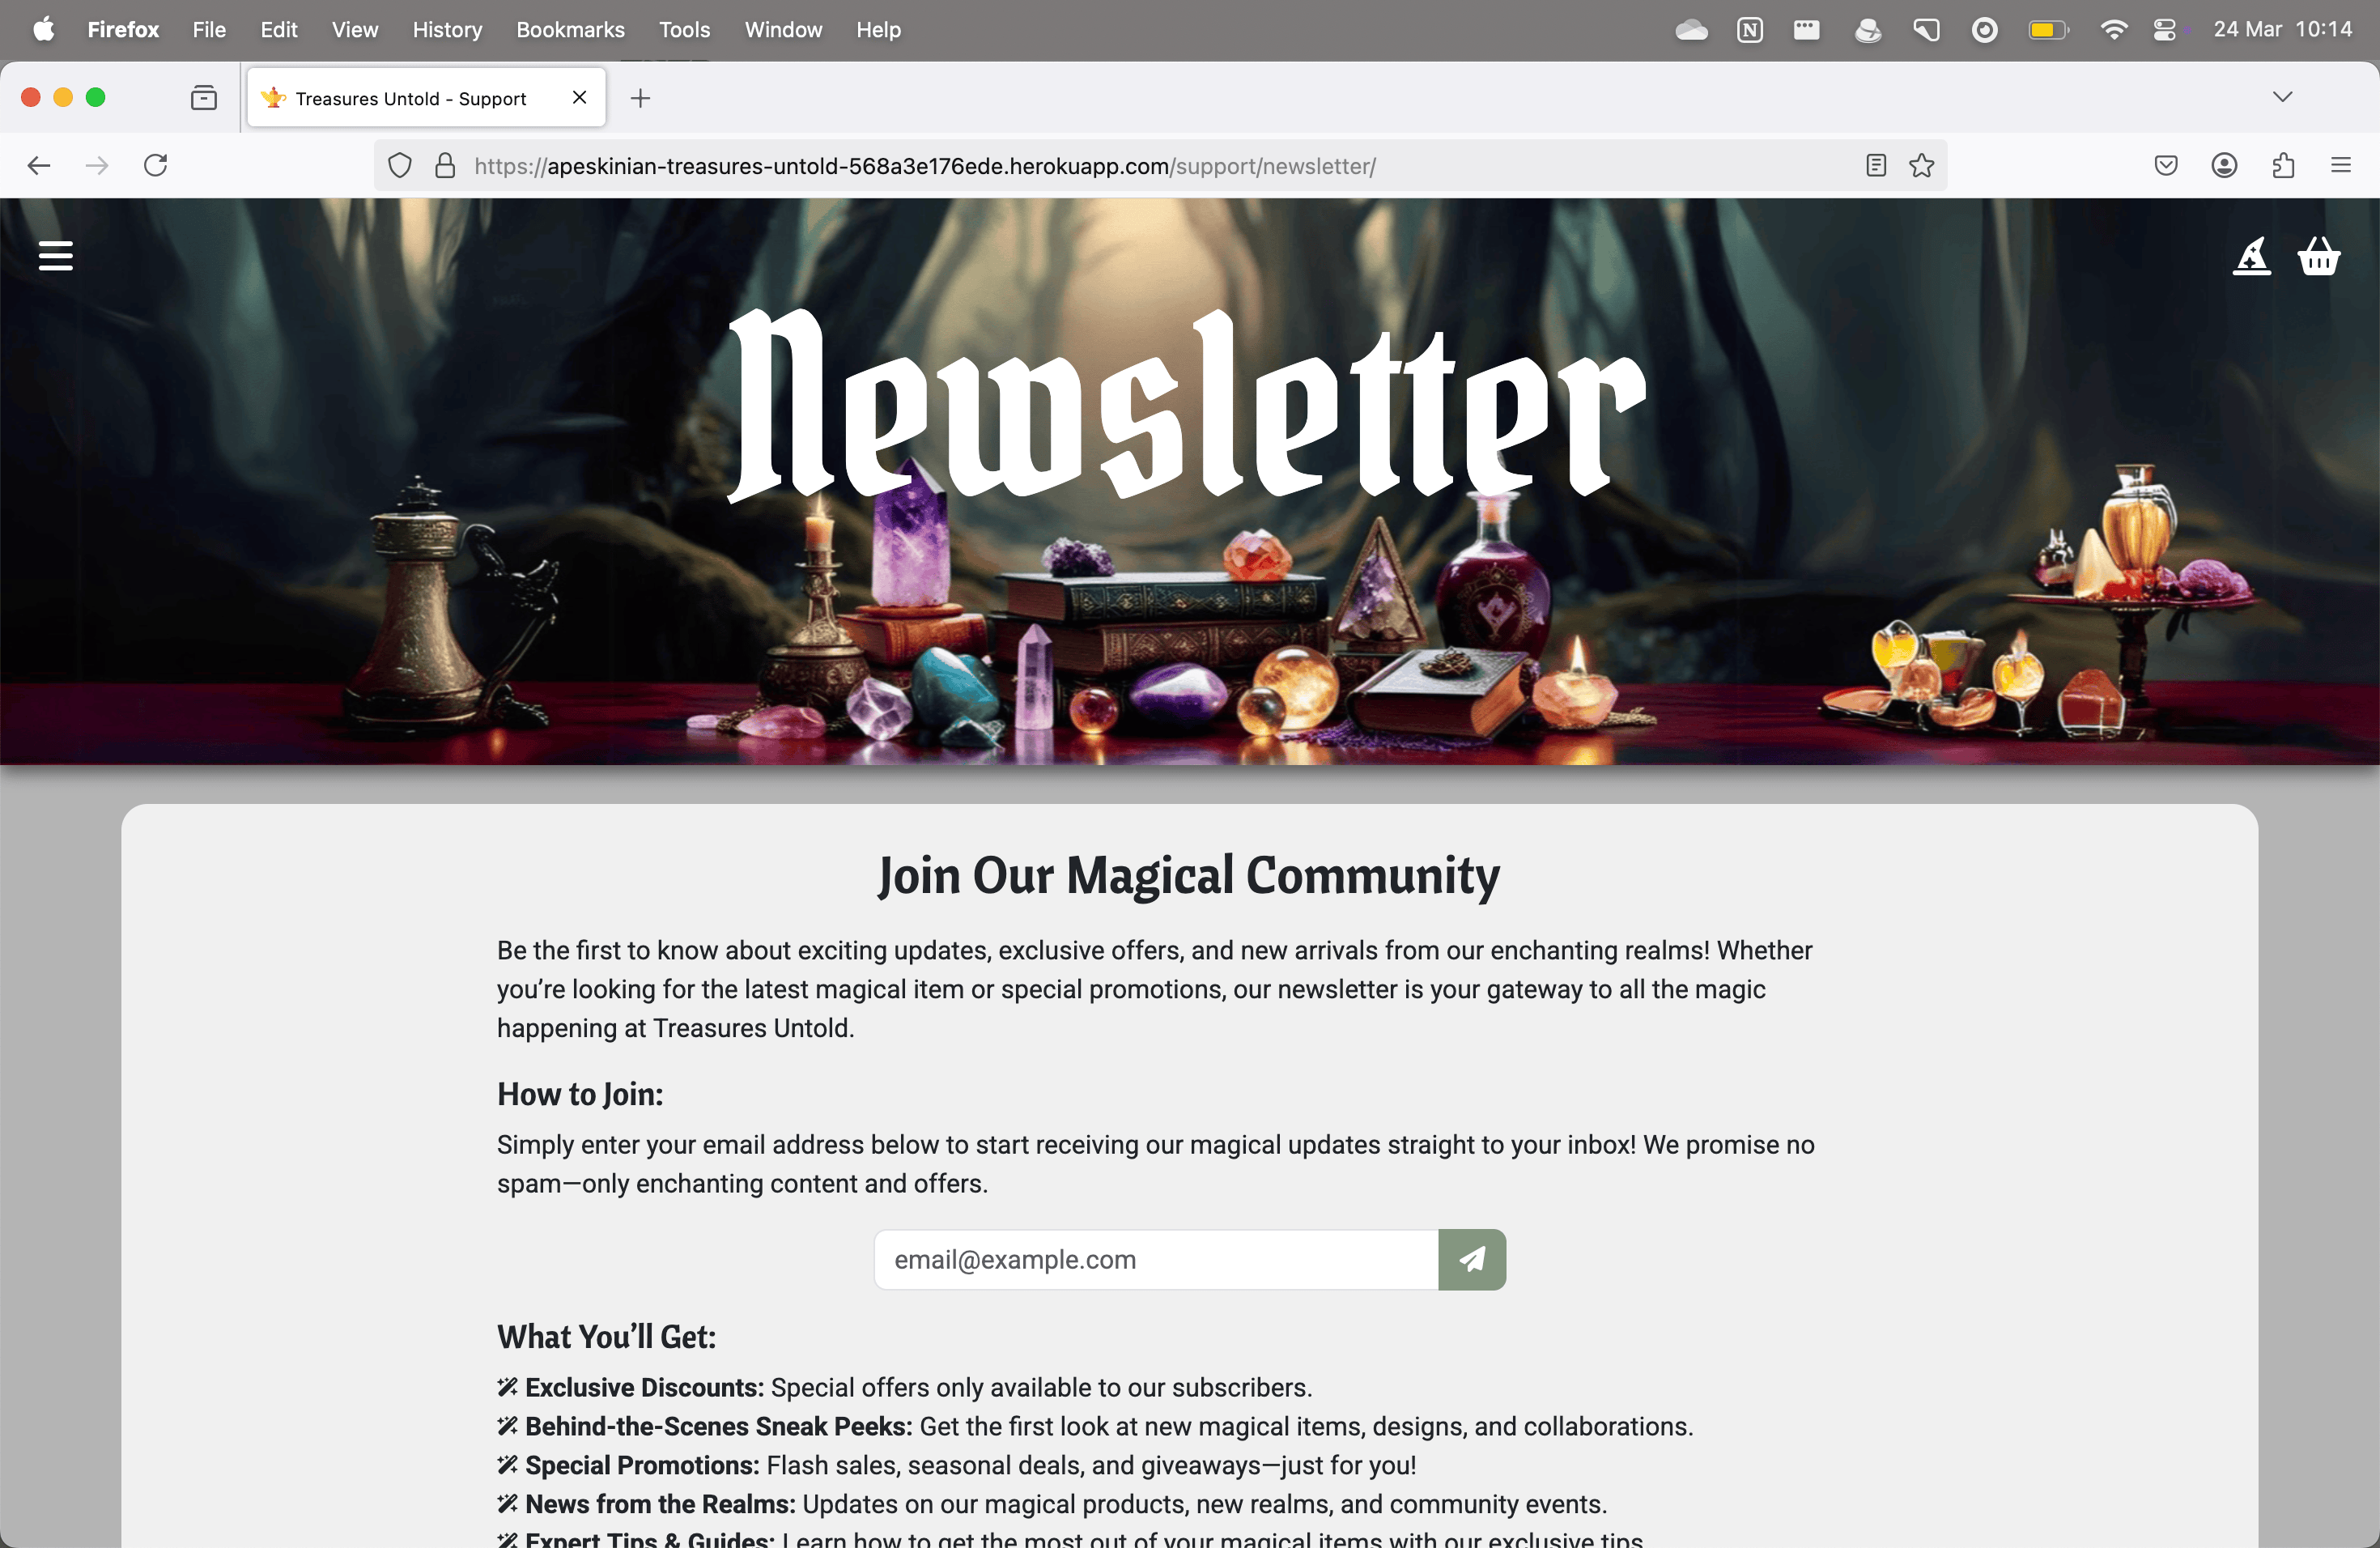 Firefox File Edit View History Bookmarks Tools Window Help 24 Mar 10:14
Treasures Untold - Support
https://apeskinian-treasures-untold-568a3e176ede.herokuapp.com/support/newsletter/
Newsletter
Join Our Magical Community
Be the first to know about exciting updates, exclusive offers, and new arrivals from our enchanting realms! Whether
you’re looking for the latest magical item or special promotions, our newsletter is your gateway to all the magic
happening at Treasures Untold.
How to Join:
Simply enter your email address below to start receiving our magical updates straight to your inbox! We promise no
spam—only enchanting content and offers.
email@example.com
What You’ll Get:
Exclusive Discounts: Special offers only available to our subscribers.
Behind-the-Scenes Sneak Peeks: Get the first look at new magical items, designs, and collaborations.
Special Promotions: Flash sales, seasonal deals, and giveaways—just for you!
News from the Realms: Updates on our magical products, new realms, and community events.
Expert Tips & Guides: Learn how to get the most out of your magical items with our exclusive tips